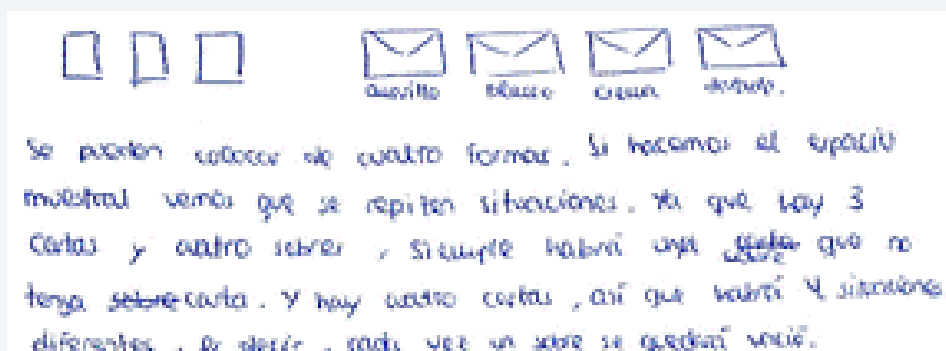 amarillo blanco crema
Se pueden colocar de cuatro formas. Si hacemos el espacio
muestral vemos que se repiten situaciones. Ya que hay 3
cartas y cuatro sobres, siempre habrá un sobre que no
tenga sobre carta. Y hay cuatro cartas, así que habrá 4 situaciones
diferentes, es decir, cada vez un sobre se quedará vacío.